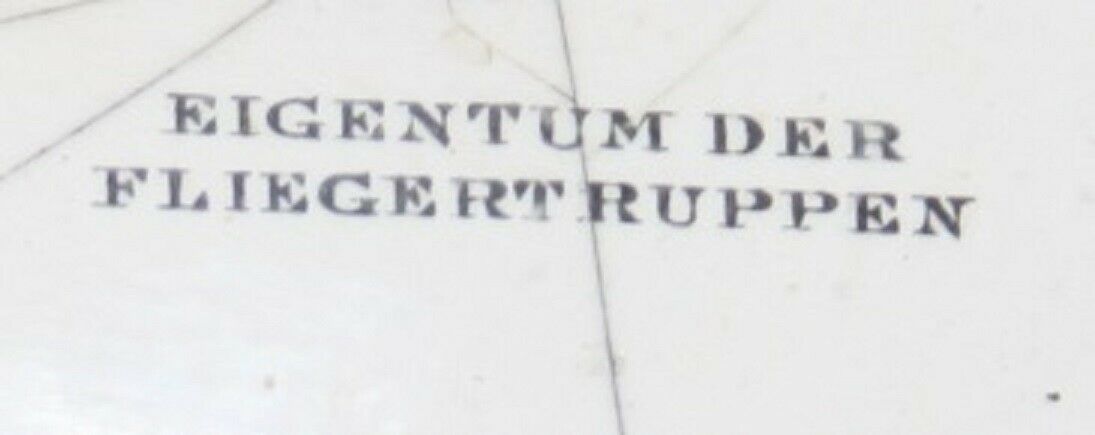 EIGENTUM DER
FLIEGERTRUPPEN